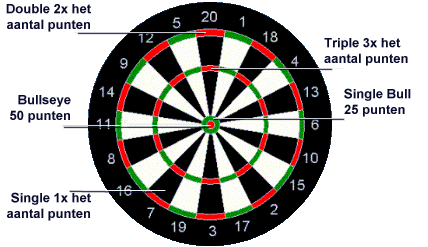 Double 2x het
aantal punten
Triple 3x het
aantal punten
Bullseye
50 punten
Single Bull
25 punten
Single 1x het
aantal punten
20
1
18
4
13
6
10
15
2
17
3
19
7
16
8
11
14
9
12
5